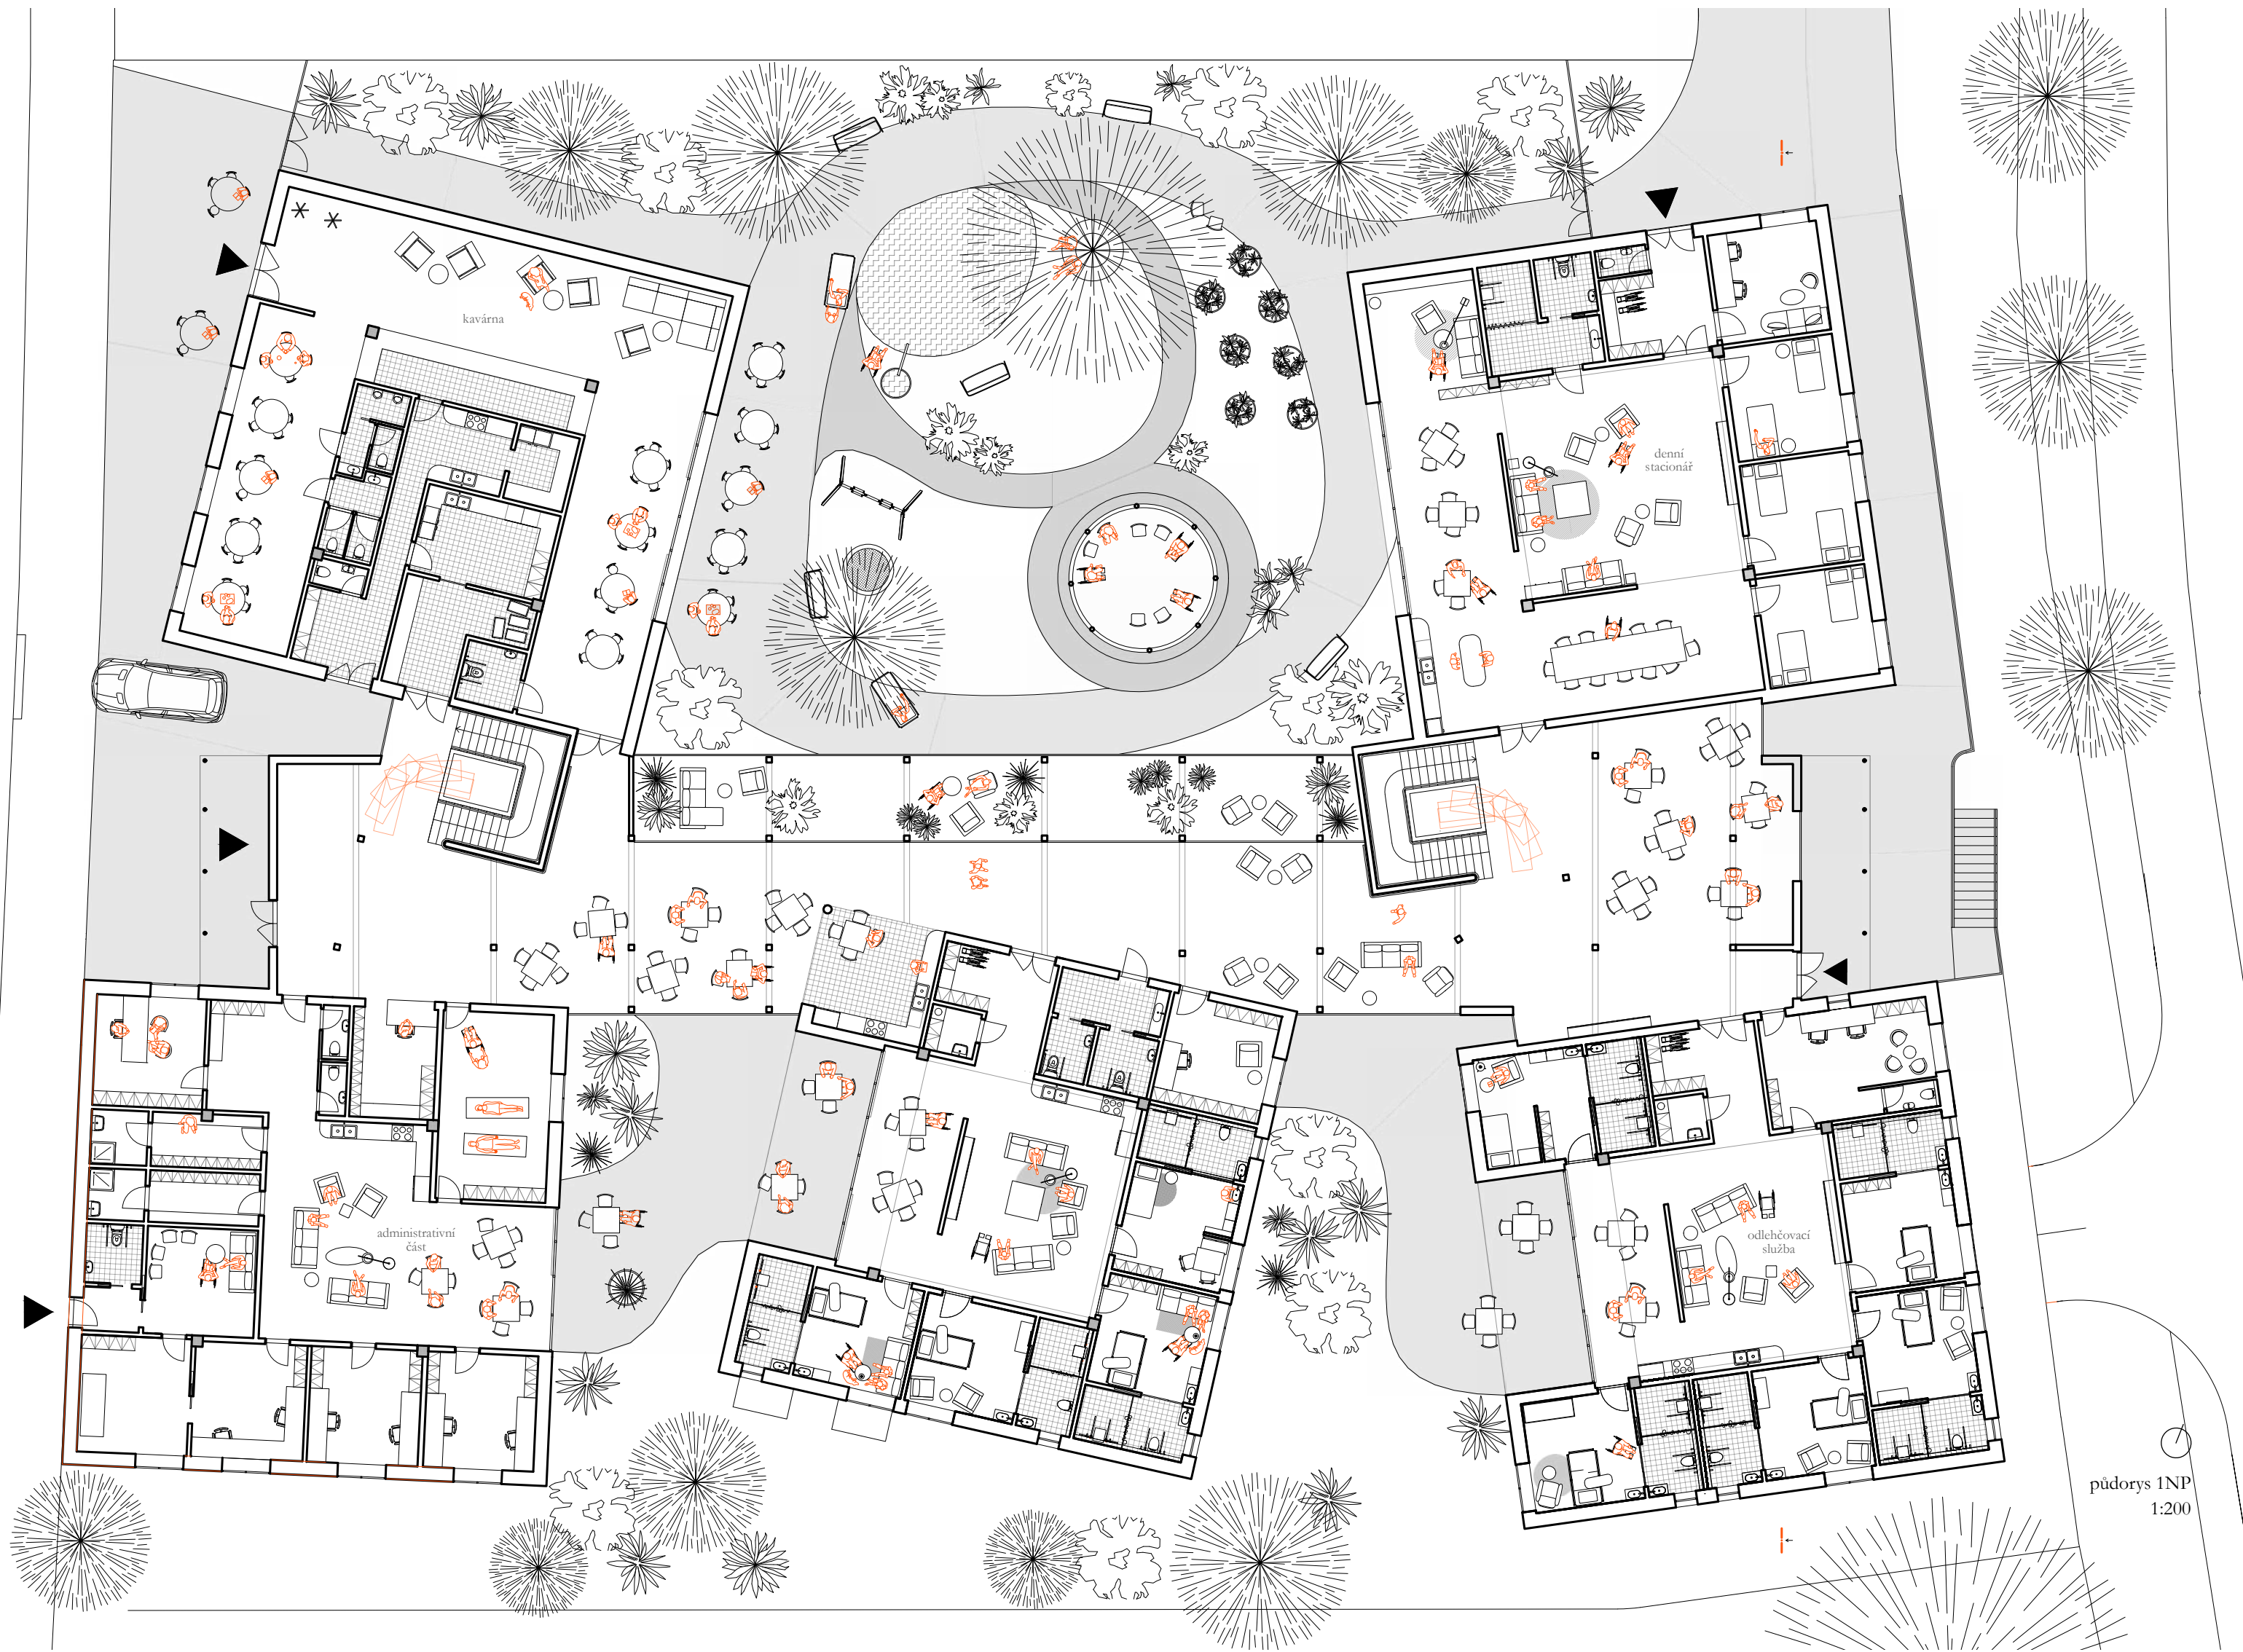 kavárna
denní
stacionář
administrativní
část
odlehčovací
služba
půdorys 1NP
1:200